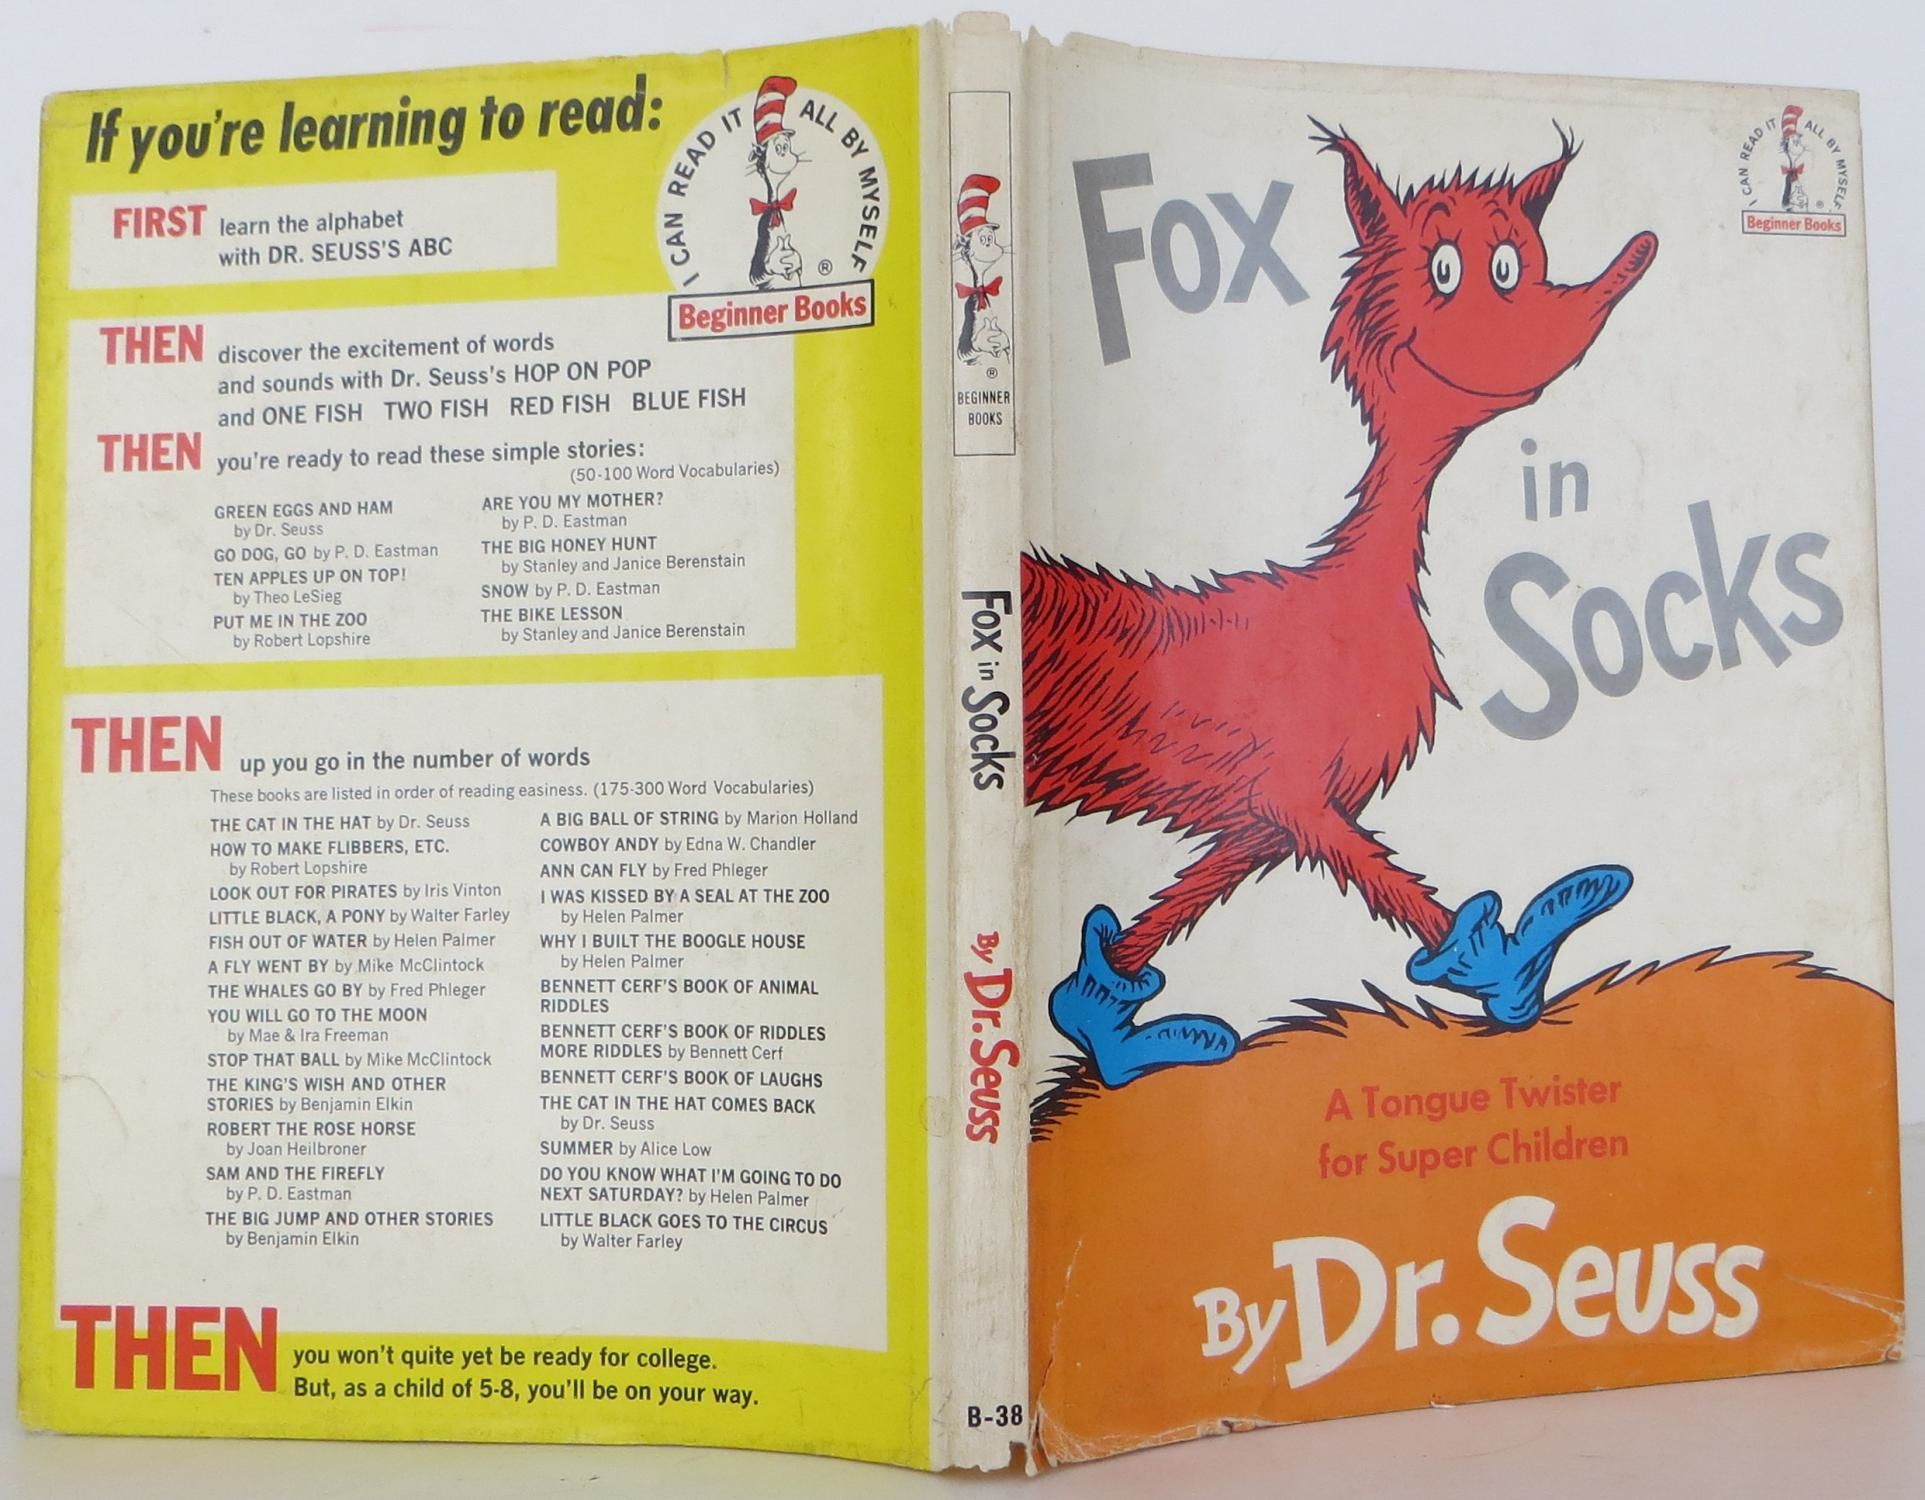 If you're learning to read:
I CAN READ IT ALL BY MYSELF
®
Beginner Books
FIRST learn the alphabet
with DR. SEUSS'S ABC
THEN discover the excitement of words
and sounds with Dr. Seuss's HOP ON POP
and ONE FISH TWO FISH RED FISH BLUE FISH
THEN you're ready to read these simple stories:
(50-100 Word Vocabularies)
GREEN EGGS AND HAM
by Dr. Seuss
GO DOG, GO by P. D. Eastman
TEN APPLES UP ON TOP!
by Theo LeSieg
PUT ME IN THE ZOO
by Robert Lopshire
ARE YOU MY MOTHER?
by P. D. Eastman
THE BIG HONEY HUNT
by Stanley and Janice Berenstain
SNOW by P. D. Eastman
THE BIKE LESSON
by Stanley and Janice Berenstain
THEN up you go in the number of words
These books are listed in order of reading easiness. (175-300 Word Vocabularies)
THE CAT IN THE HAT by Dr. Seuss
HOW TO MAKE FLIBBERS, ETC.
by Robert Lopshire
LOOK OUT FOR PIRATES by Iris Vinton
LITTLE BLACK, A PONY by Walter Farley
FISH OUT OF WATER by Helen Palmer
A FLY WENT BY by Mike McClintock
THE WHALES GO BY by Fred Phleger
YOU WILL GO TO THE MOON
by Mae & Ira Freeman
STOP THAT BALL by Mike McClintock
THE KING'S WISH AND OTHER
STORIES by Benjamin Elkin
ROBERT THE ROSE HORSE
by Joan Heilbroner
SAM AND THE FIREFLY
by P. D. Eastman
THE BIG JUMP AND OTHER STORIES
by Benjamin Elkin
A BIG BALL OF STRING by Marion Holland
COWBOY ANDY by Edna W. Chandler
ANN CAN FLY by Fred Phleger
I WAS KISSED BY A SEAL AT THE ZOO
by Helen Palmer
WHY I BUILT THE BOOGLE HOUSE
by Helen Palmer
BENNETT CERF'S BOOK OF ANIMAL
RIDDLES
BENNETT CERF'S BOOK OF RIDDLES
MORE RIDDLES by Bennett Cerf
BENNETT CERF'S BOOK OF LAUGHS
THE CAT IN THE HAT COMES BACK
by Dr. Seuss
SUMMER by Alice Low
DO YOU KNOW WHAT I'M GOING TO DO
NEXT SATURDAY? by Helen Palmer
LITTLE BLACK GOES TO THE CIRCUS
by Walter Farley
THEN you won't quite yet be ready for college.
But, as a child of 5-8, you'll be on your way.
®
BEGINNER
BOOKS
Fox in Socks
By Dr. Seuss
B-38
Fox
in
Socks
I CAN READ IT ALL BY MYSELF
®
Beginner Books
A Tongue Twister
for Super Children
By Dr. Seuss